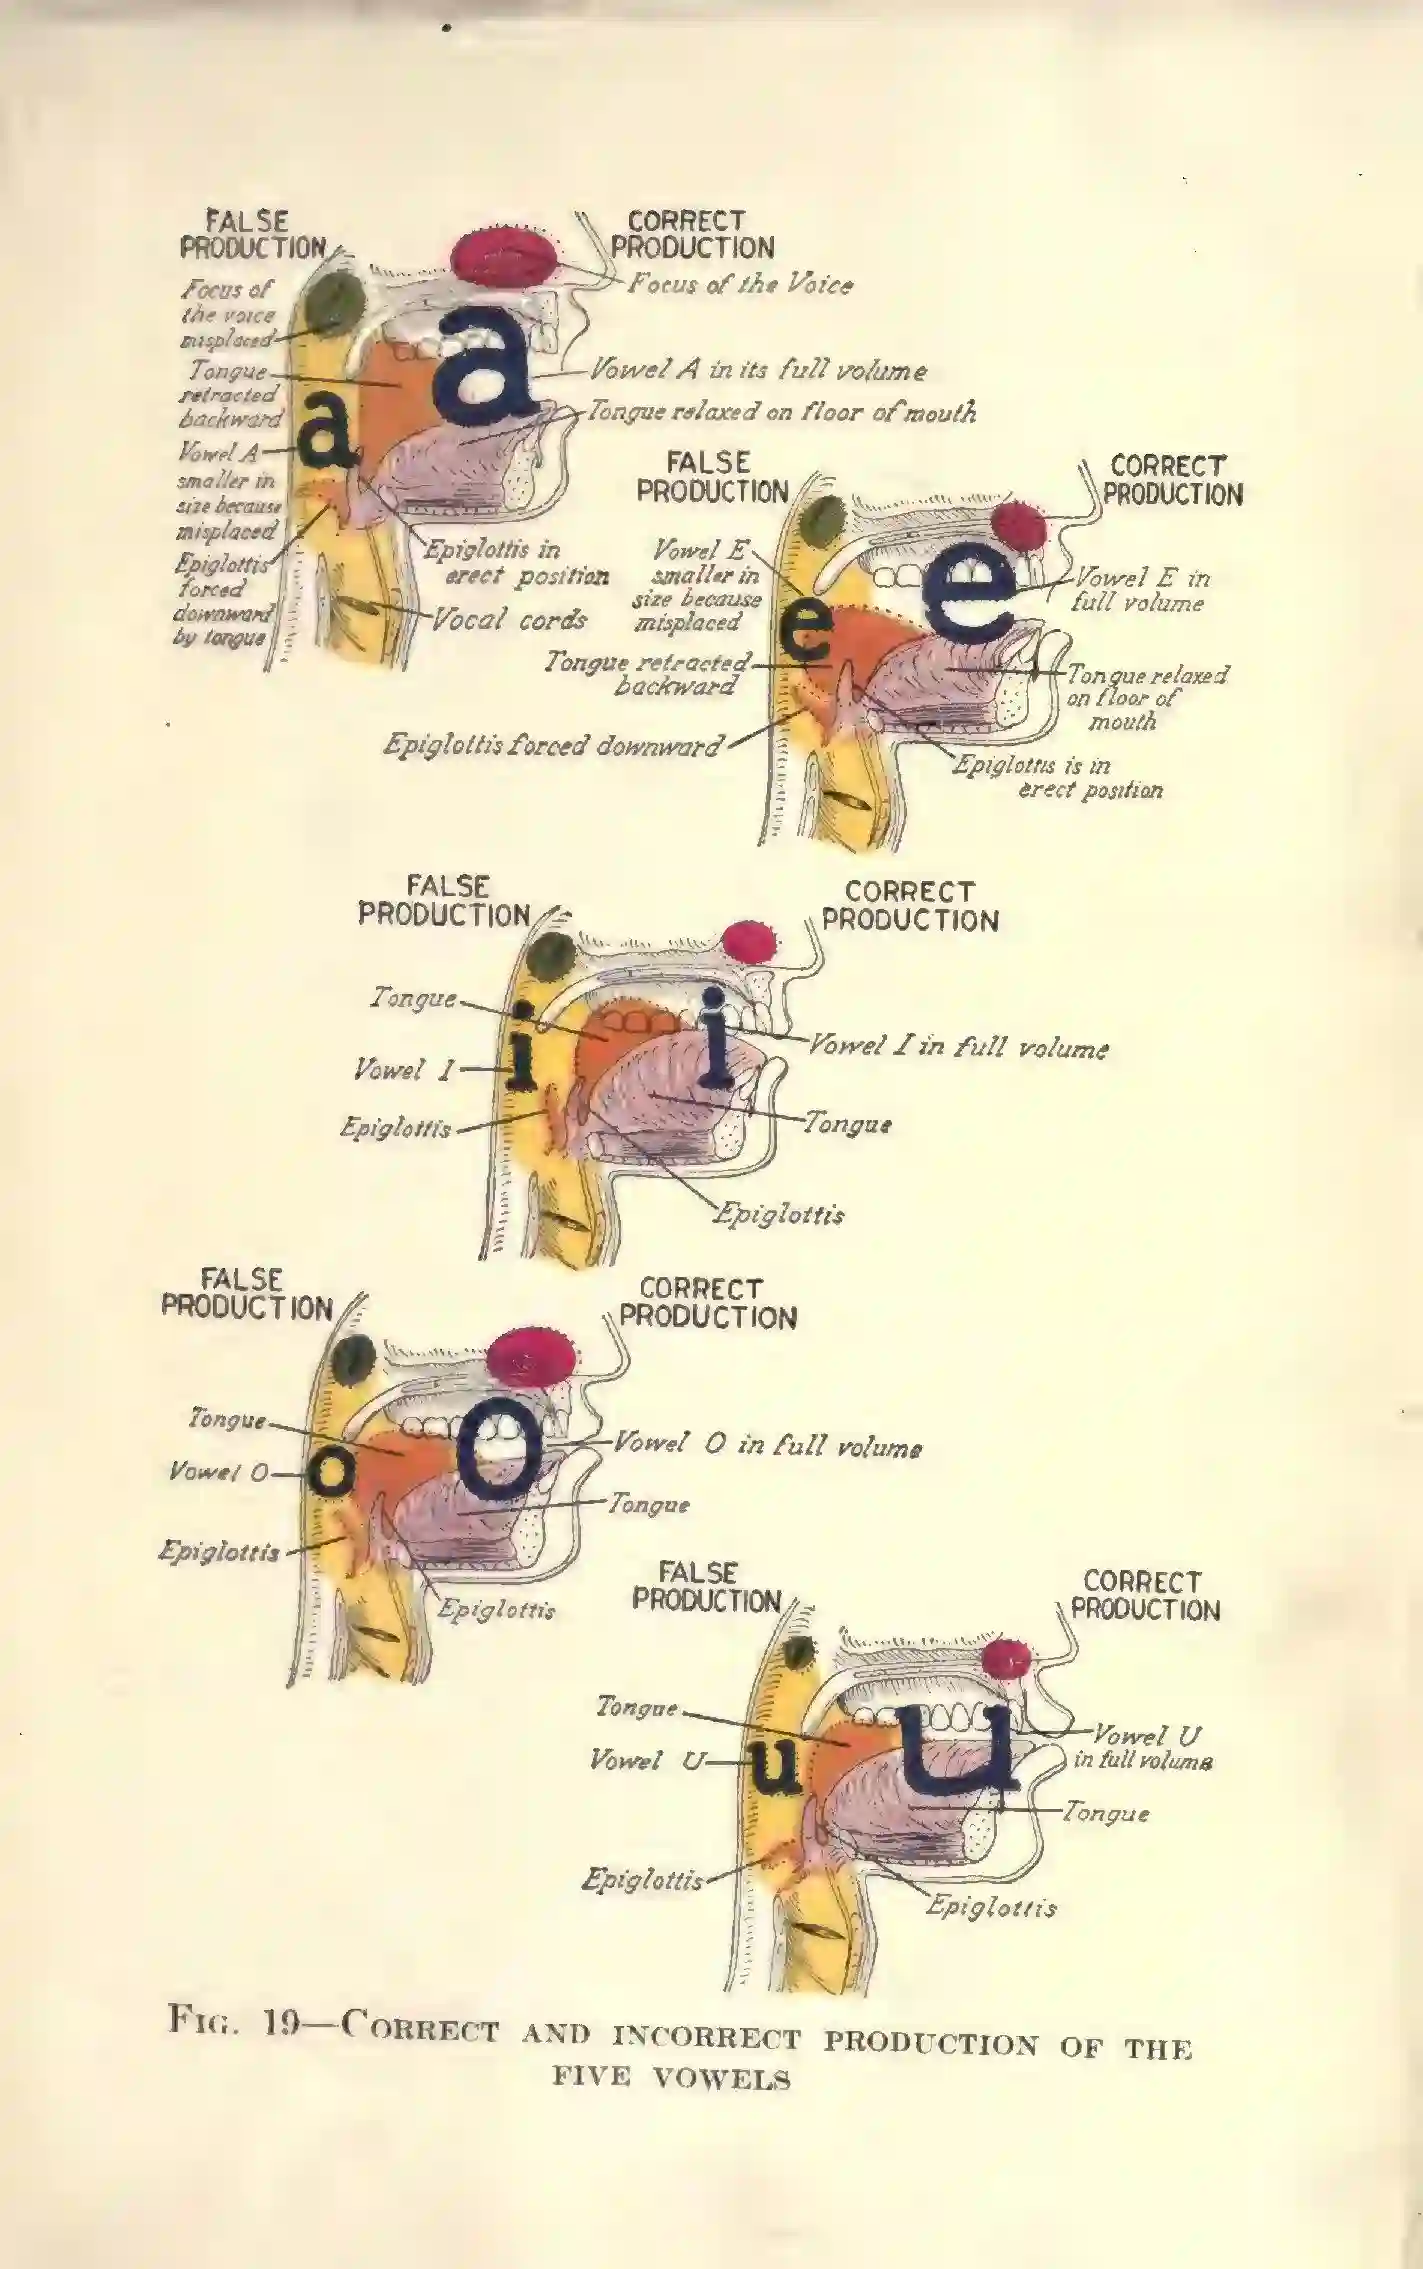 FALSE
PRODUCTION
Focus of
the voice
misplaced
Tongue
retracted
backward
Vowel A
smaller in
size because
misplaced
Epiglottis
forced
downward
by tongue
CORRECT
PRODUCTION
Focus of the Voice
Vowel A in its full volume
Tongue relaxed on floor of mouth
Epiglottis in
erect position
Vocal cords
a
a
FALSE
PRODUCTION
Vowel E
smaller in
size because
misplaced
Tongue retracted
backward
Epiglottis forced downward
CORRECT
PRODUCTION
Vowel E in
full volume
Tongue relaxed
on floor of
mouth
Epiglottis is in
erect position
e
e
FALSE
PRODUCTION
Tongue
Vowel I
Epiglottis
CORRECT
PRODUCTION
Vowel I in full volume
Tongue
Epiglottis
i
i
FALSE
PRODUCTION
Tongue
Vowel O
Epiglottis
CORRECT
PRODUCTION
Vowel O in full volume
Tongue
Epiglottis
o
o
FALSE
PRODUCTION
Tongue
Vowel U
Epiglottis
CORRECT
PRODUCTION
Vowel U
in full volume
Tongue
Epiglottis
u
u
FIG. 19—CORRECT AND INCORRECT PRODUCTION OF THE
FIVE VOWELS